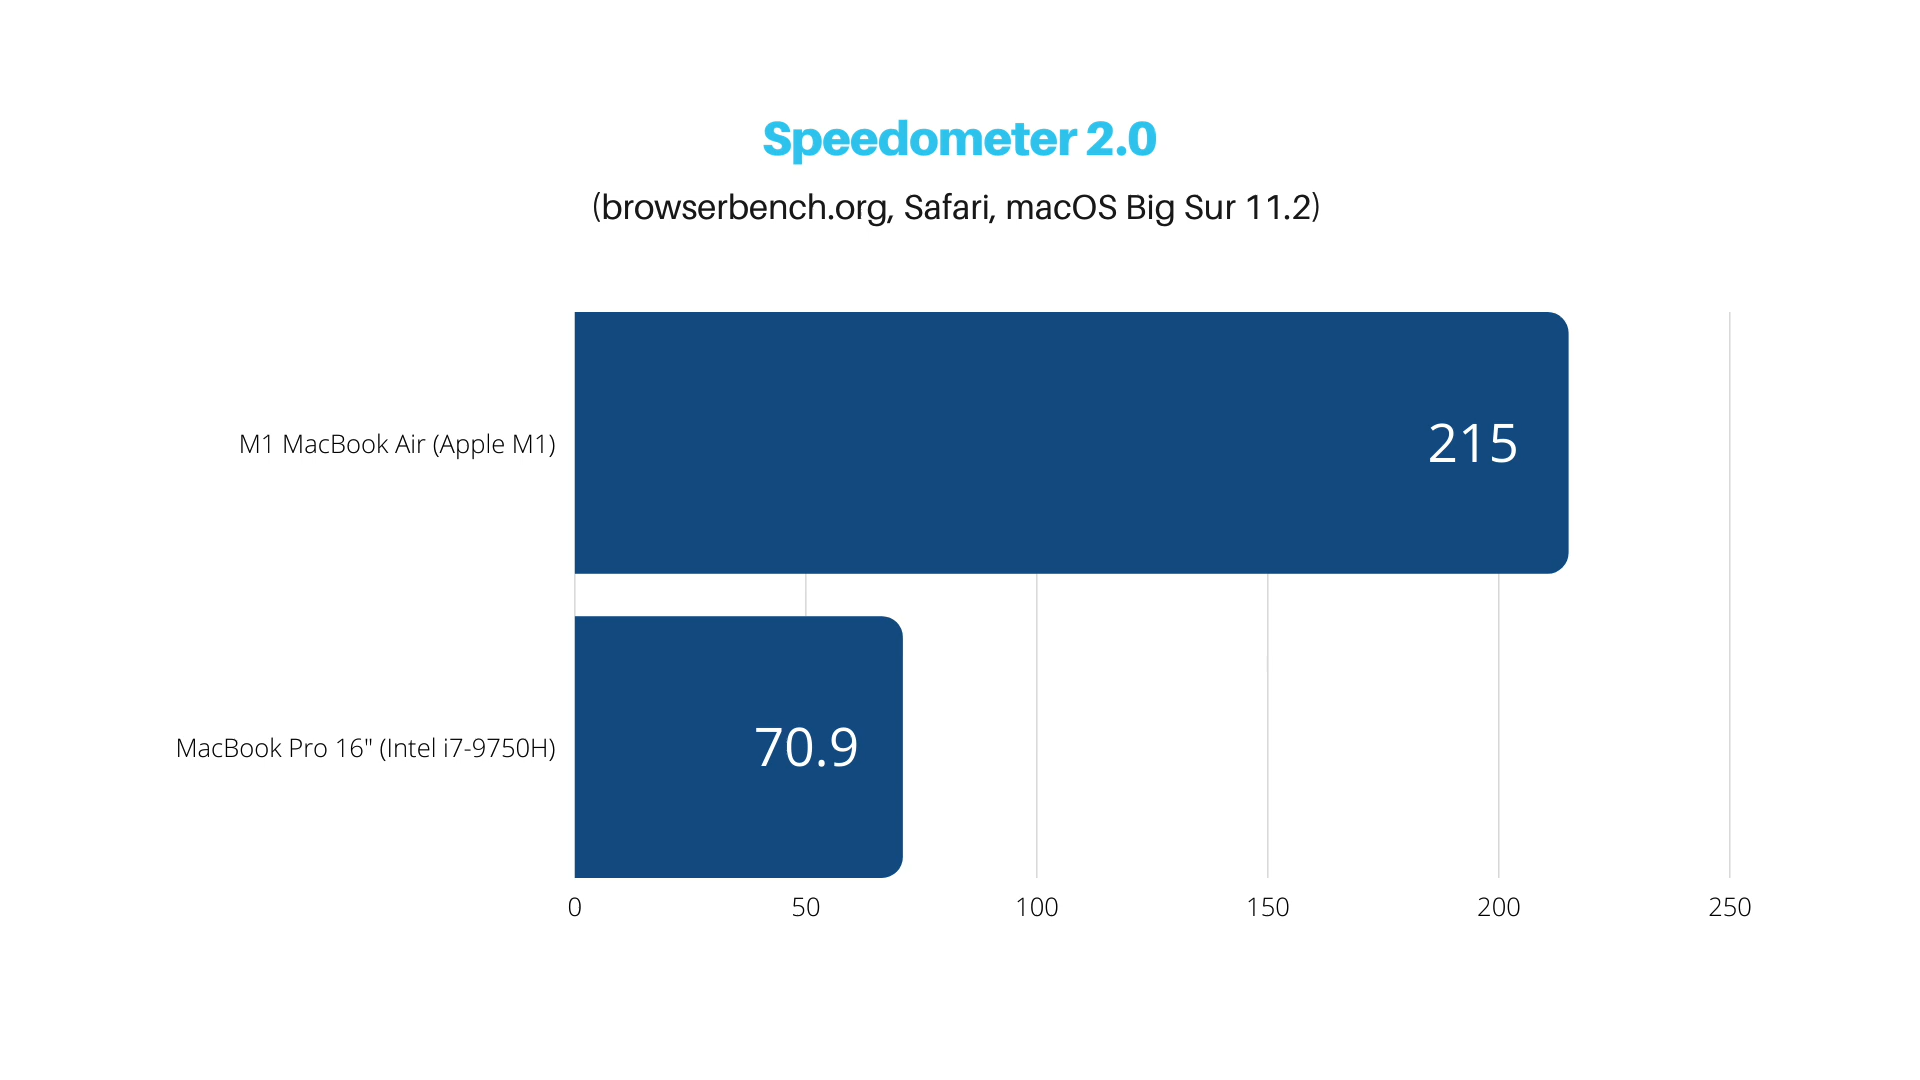 Speedometer 2.0
(browserbench.org, Safari, macOS Big Sur 11.2)
M1 MacBook Air (Apple M1)
215
MacBook Pro 16" (Intel i7-9750H)
70.9
0 50 100 150 200 250